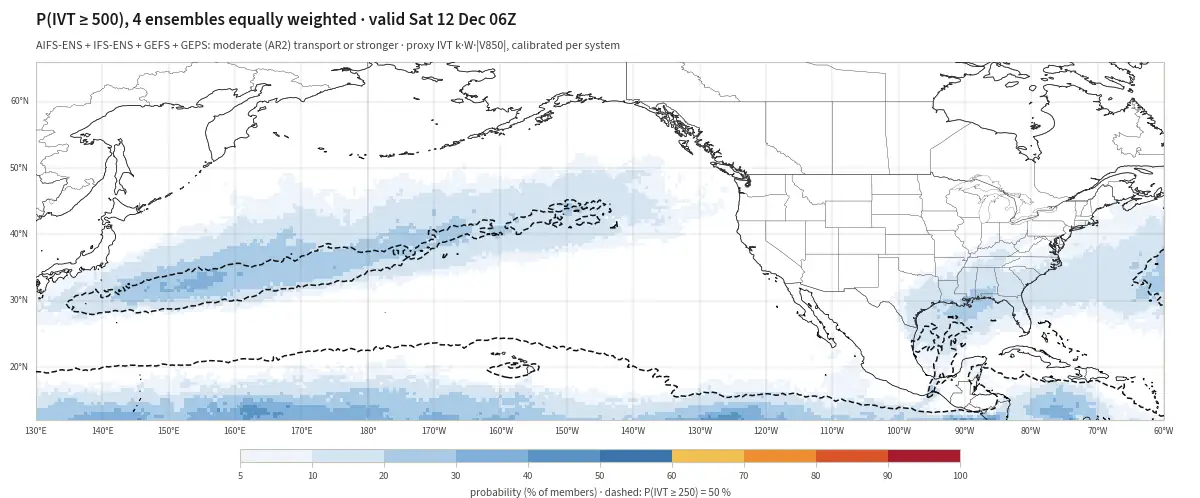 P(IVT ≥ 500), 4 ensembles equally weighted · valid Sat 12 Dec 06Z
AIFS-ENS + IFS-ENS + GEFS + GEPS: moderate (AR2) transport or stronger · proxy IVT k·W·|V850|, calibrated per system
60°N
50°N
40°N
30°N
20°N
130°E 140°E 150°E 160°E 170°E 180° 170°W 160°W 150°W 140°W 130°W 120°W 110°W 100°W 90°W 80°W 70°W 60°W
5 10 20 30 40 50 60 70 80 90 100
probability (% of members) · dashed: P(IVT ≥ 250) = 50 %